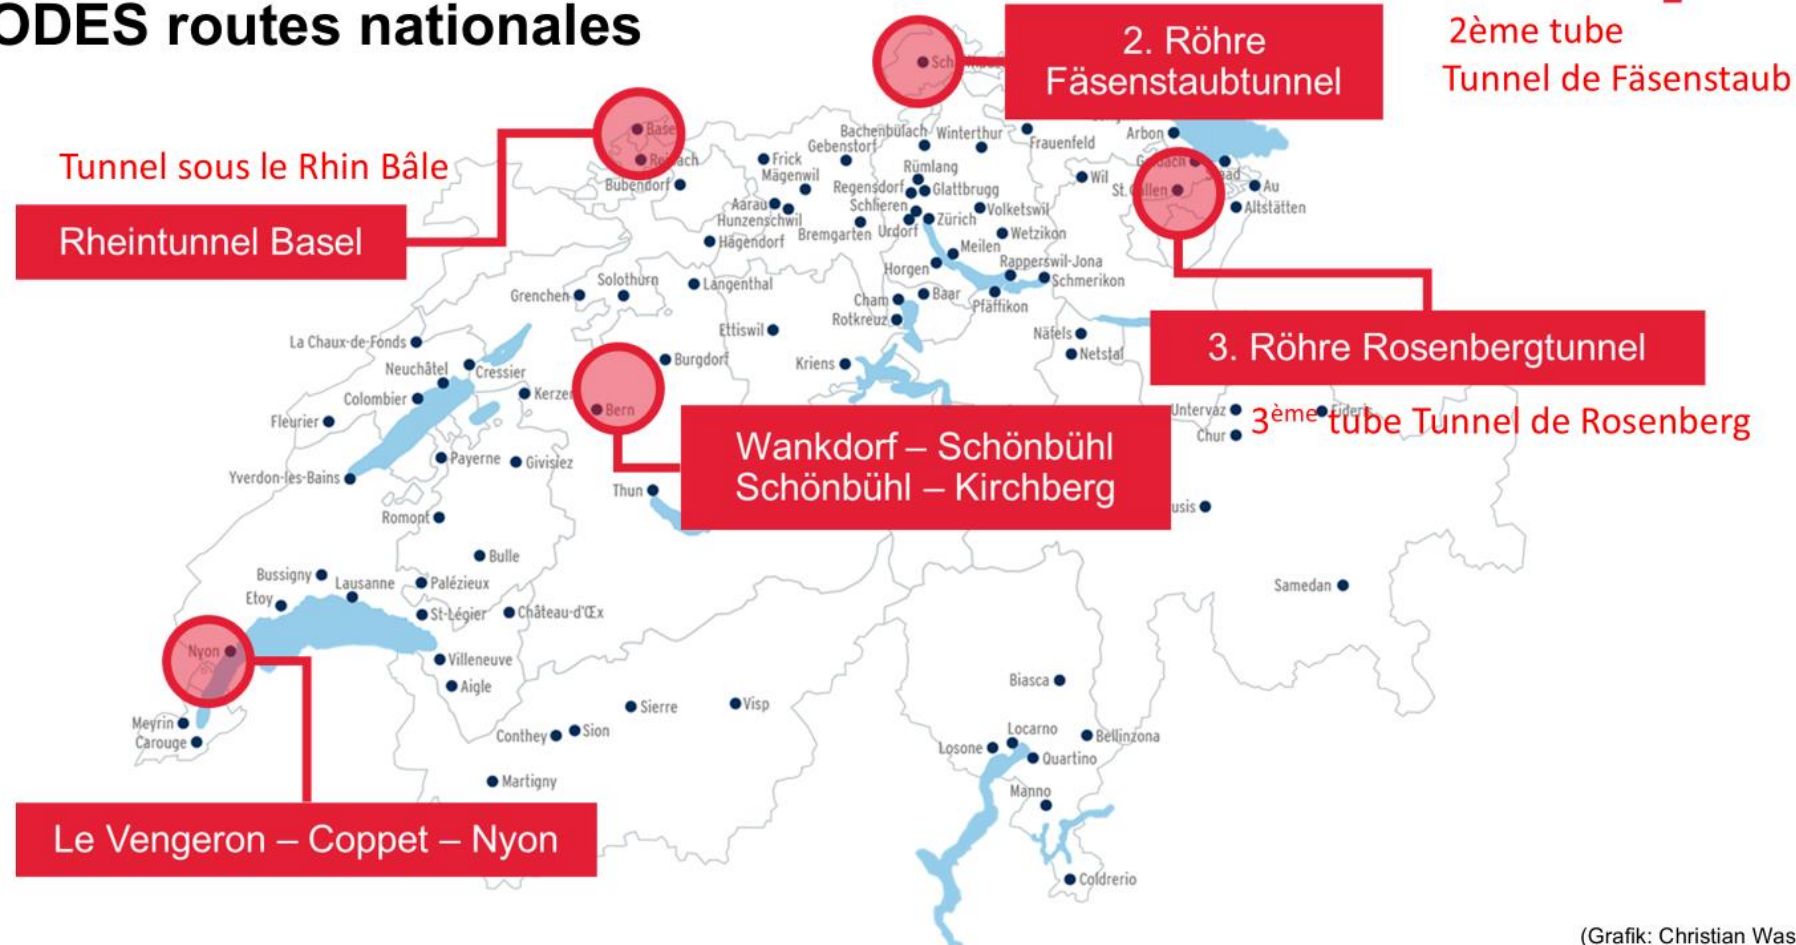 ODES routes nationales
2. Röhre
Fäsenstaubtunnel
2ème tube
Tunnel de Fäsenstaub
Tunnel sous le Rhin Bâle
Rheintunnel Basel
Bubendorf
Frick
Mägenwil
Gebenstorf
Bachenbülach
Winterthur
Frauenfeld
Arbon
Rümlang
Regensdorf
Glattbrugg
Wil
Au
Altstätten
Aarau
Hunzenschwil
Schlieren
Volketswil
Zürich
Hägendorf
Bremgarten
Urdorf
Wetzikon
Meilen
Horgen
Rapperswil-Jona
Schmerikon
Solothurn
Langenthal
Grenchen
Cham
Baar
Pfäffikon
Rotkreuz
Ettiswil
Näfels
Netstal
3. Röhre Rosenbergtunnel
La Chaux-de-Fonds
Neuchâtel
Cressier
Burgdorf
Kriens
Colombier
Bern
Fleurier
Untervaz
Chur
3ème tube Tunnel de Rosenberg
Wankdorf – Schönbühl
Schönbühl – Kirchberg
Payerne
Givisiez
Yverdon-les-Bains
Thun
Romont
Bulle
Bussigny
Lausanne
Palézieux
Etoy
St-Légier
Château-d'Œx
Samedan
Nyon
Villeneuve
Aigle
Biasca
Sierre
Visp
Meyrin
Carouge
Conthey
Sion
Locarno
Losone
Bellinzona
Quartino
Martigny
Manno
Le Vengeron – Coppet – Nyon
Coldrerio
(Grafik: Christian Was